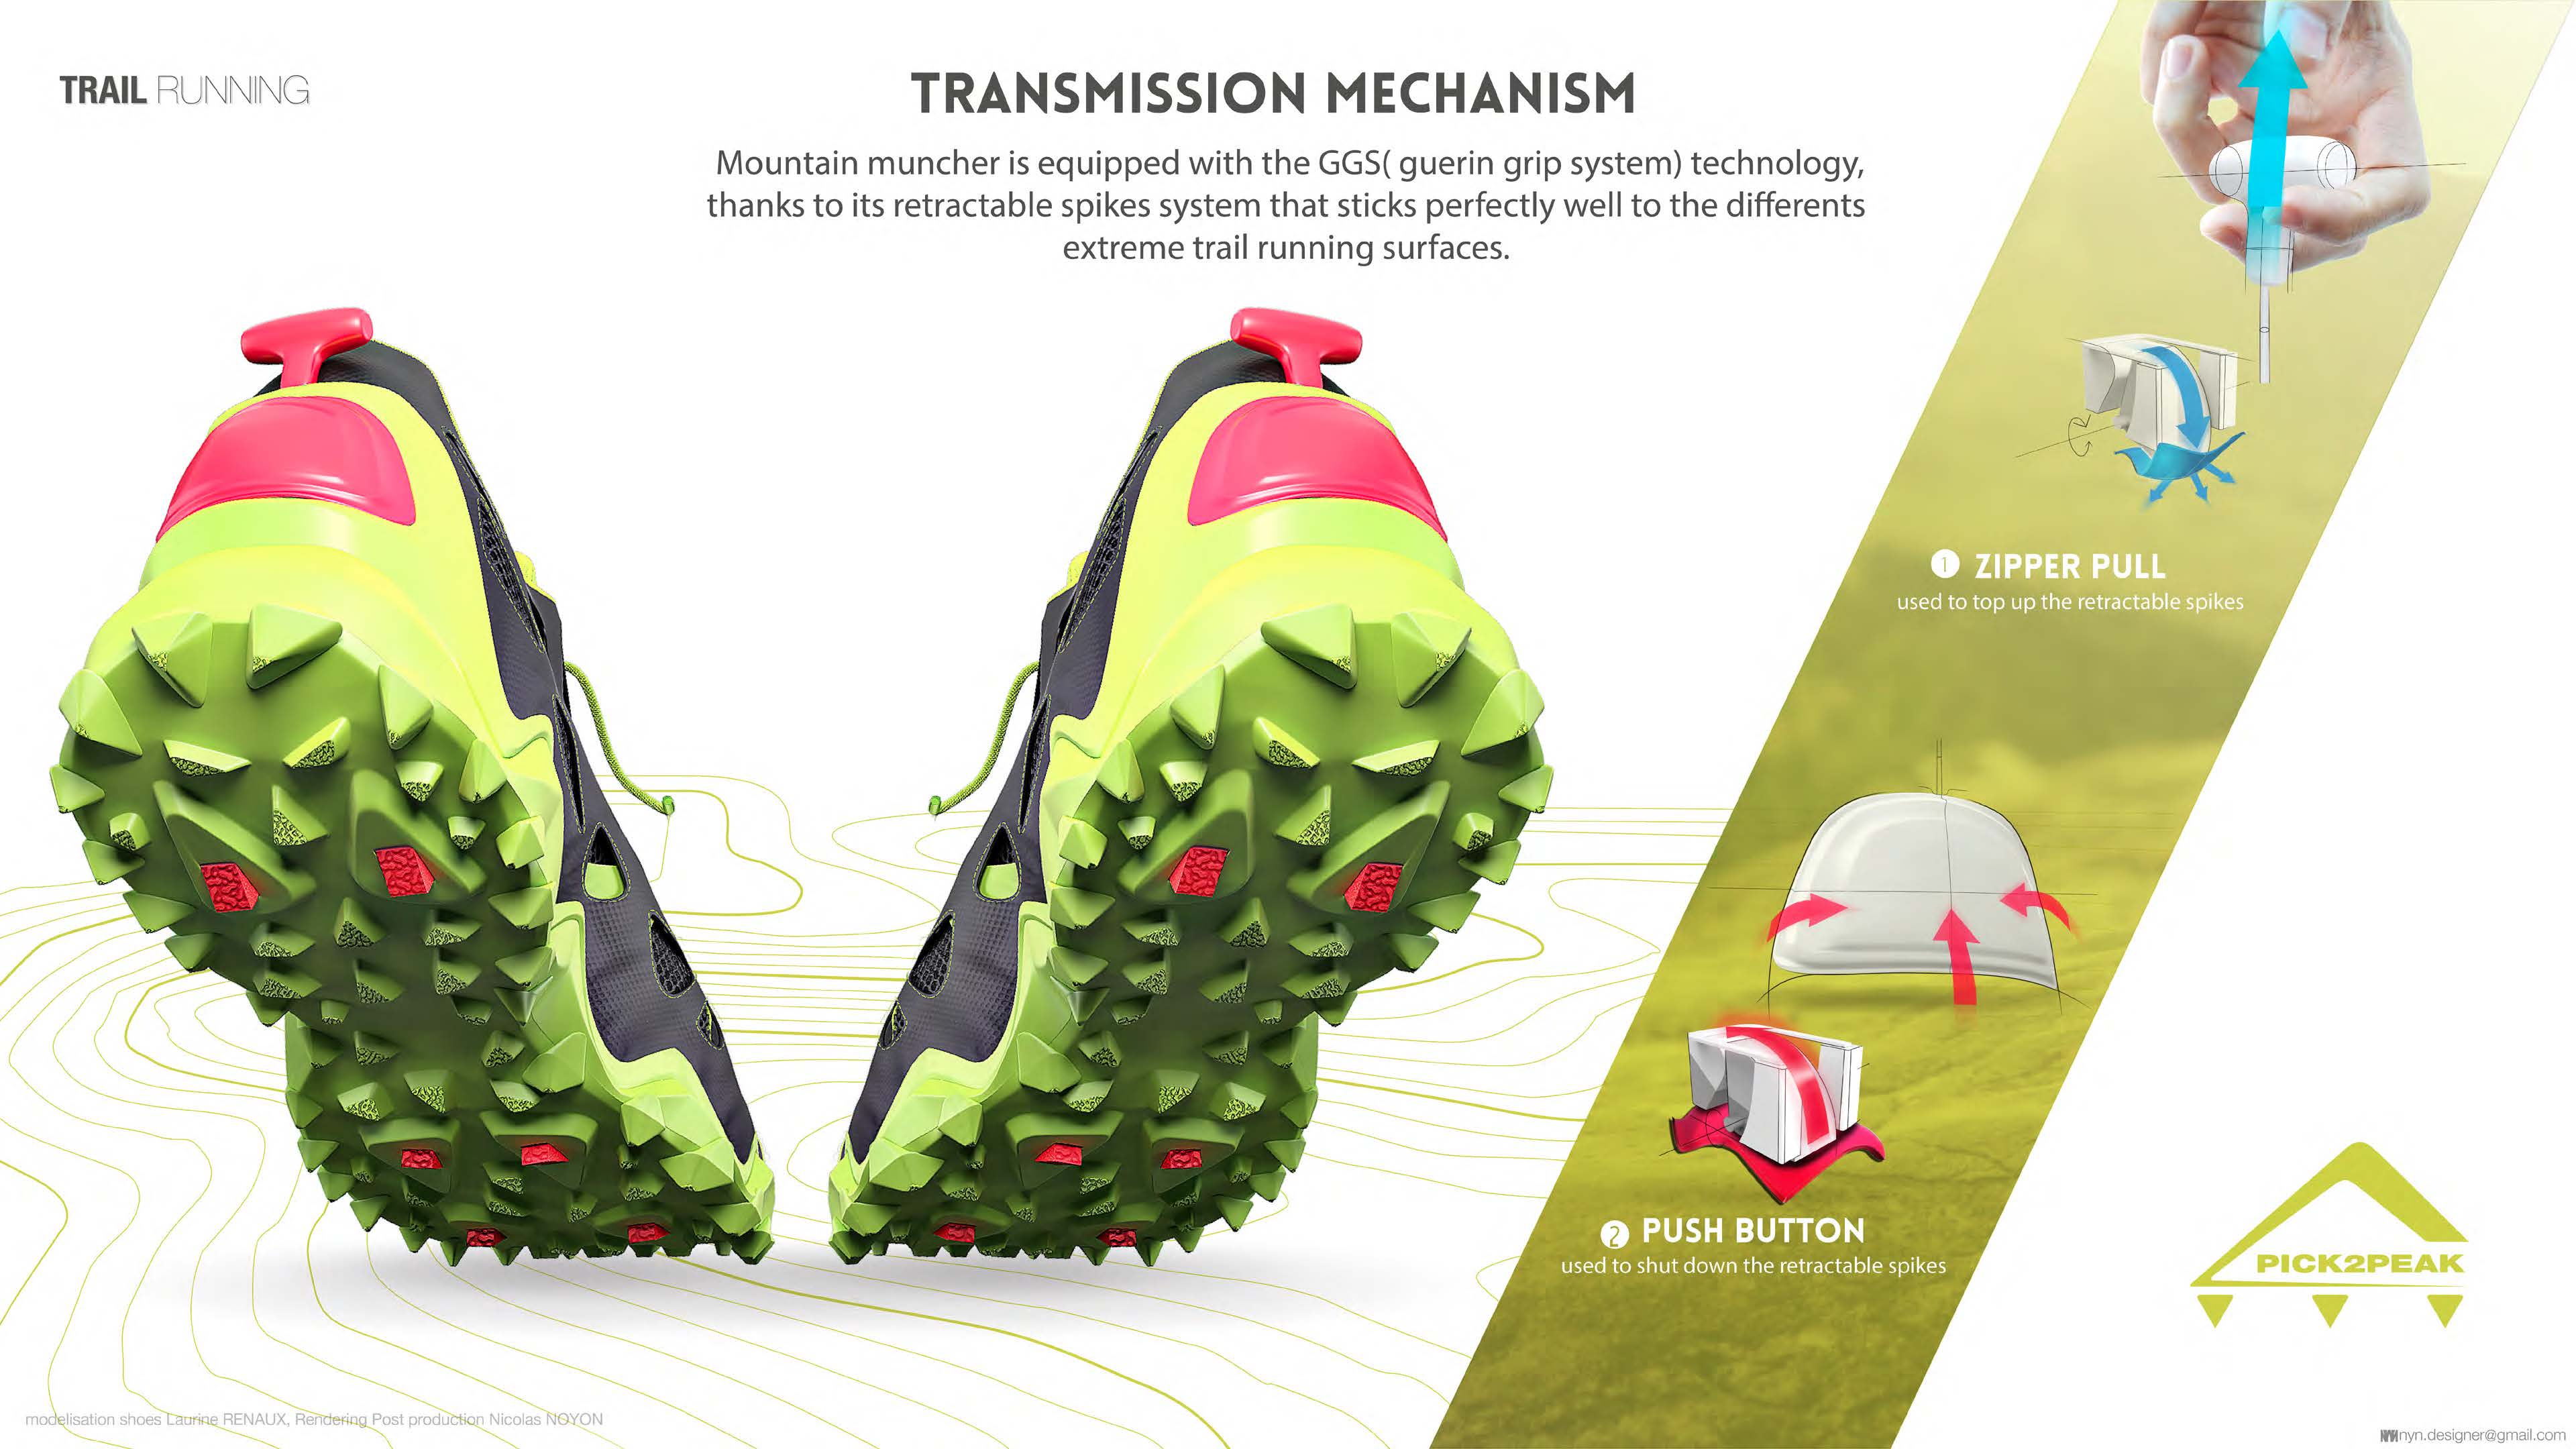 TRAIL RUNNING
TRANSMISSION MECHANISM
Mountain muncher is equipped with the GGS( guerin grip system) technology,
thanks to its retractable spikes system that sticks perfectly well to the differents
extreme trail running surfaces.
1 ZIPPER PULL
used to top up the retractable spikes
2 PUSH BUTTON
used to shut down the retractable spikes
PICK2PEAK
modelisation shoes Laurine RENAUX, Rendering Post production Nicolas NOYON
nyn.designer@gmail.com